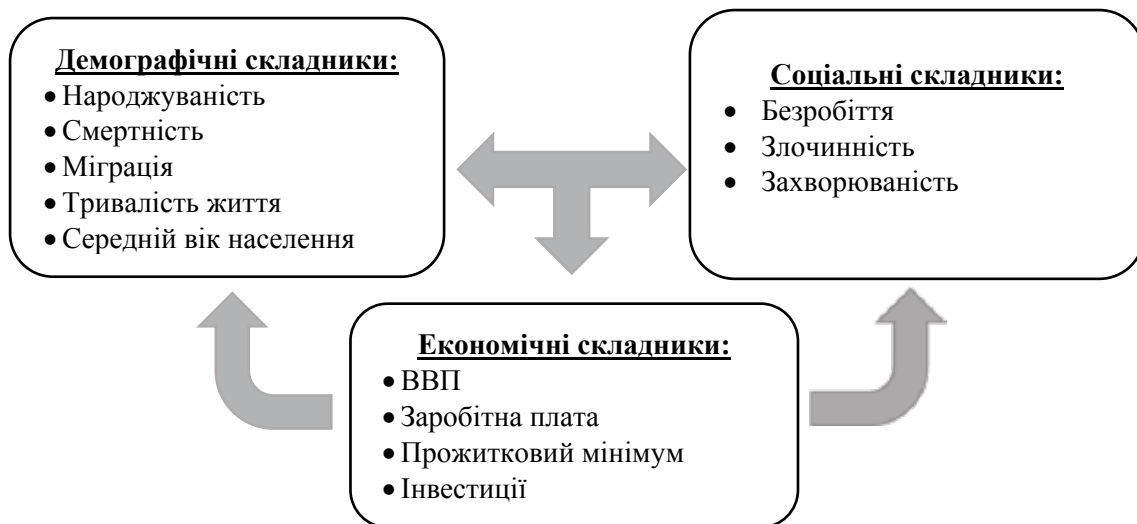 Демографічні складники:
• Народжуваність
• Смертність
• Міграція
• Тривалість життя
• Середній вік населення
Соціальні складники:
• Безробіття
• Злочинність
• Захворюваність
Економічні складники:
• ВВП
• Заробітна плата
• Прожитковий мінімум
• Інвестиції